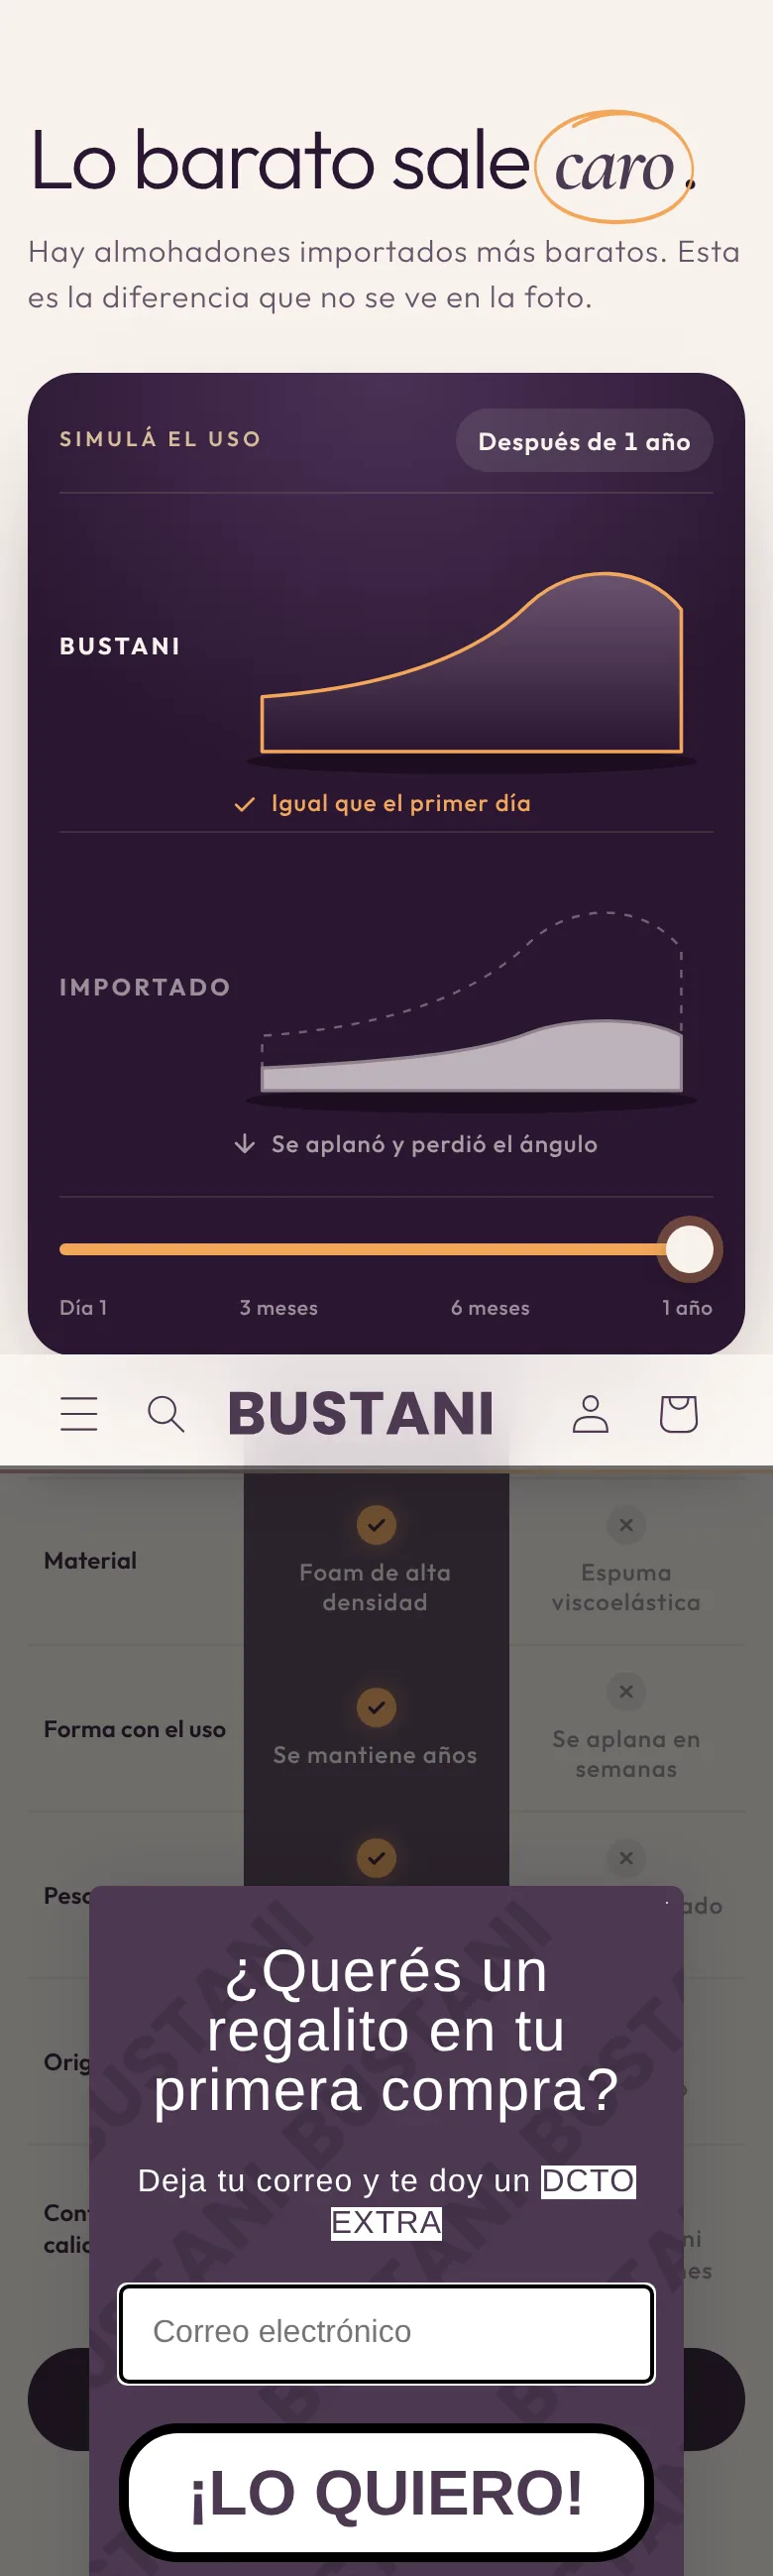 Lo barato sale caro.
Hay almohadones importados más baratos. Esta
es la diferencia que no se ve en la foto.
SIMULÁ EL USO
Después de 1 año
BUSTANI
Igual que el primer día
IMPORTADO
Se aplanó y perdió el ángulo
Día 1
3 meses
6 meses
1 año
BUSTANI
Material
Foam de alta
densidad
Espuma
viscoelástica
Forma con el uso
Se mantiene años
Se aplana en
semanas
¿Querés un
regalito en tu
primera compra?
Deja tu correo y te doy un DCTO
EXTRA
Correo electrónico
¡LO QUIERO!